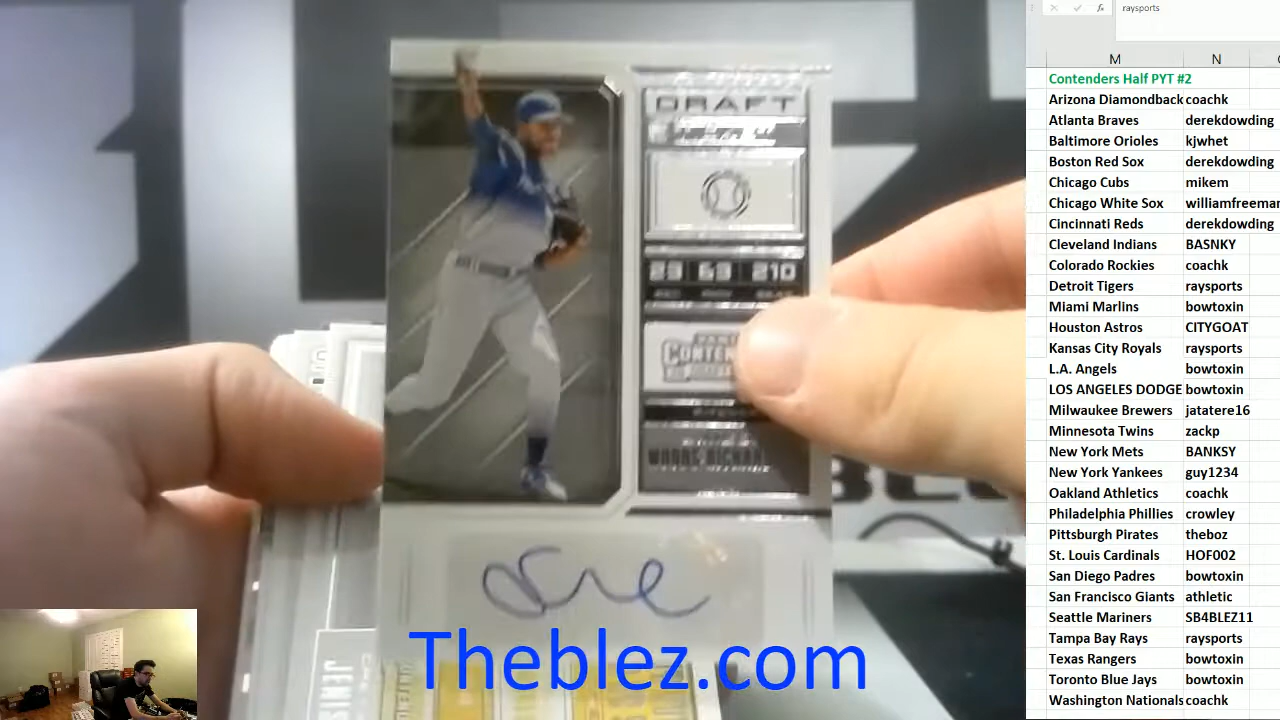 raysports
M N
Contenders Half PYT #2
Arizona Diamondback coachk
Atlanta Braves derekdowding
Baltimore Orioles kjwhet
Boston Red Sox derekdowding
Chicago Cubs mikem
Chicago White Sox williamfreeman
Cincinnati Reds derekdowding
Cleveland Indians BASNKY
Colorado Rockies coachk
Detroit Tigers raysports
Miami Marlins bowtoxin
Houston Astros CITYGOAT
Kansas City Royals raysports
L.A. Angels bowtoxin
LOS ANGELES DODGE bowtoxin
Milwaukee Brewers jatatere16
Minnesota Twins zackp
New York Mets BANKSY
New York Yankees guy1234
Oakland Athletics coachk
Philadelphia Phillies crowley
Pittsburgh Pirates theboz
St. Louis Cardinals HOF002
San Diego Padres bowtoxin
San Francisco Giants athletic
Seattle Mariners SB4BLEZ11
Tampa Bay Rays raysports
Texas Rangers bowtoxin
Toronto Blue Jays bowtoxin
Washington Nationals coachk
DRAFT
23 63 210
CONTEN
Theblez.com